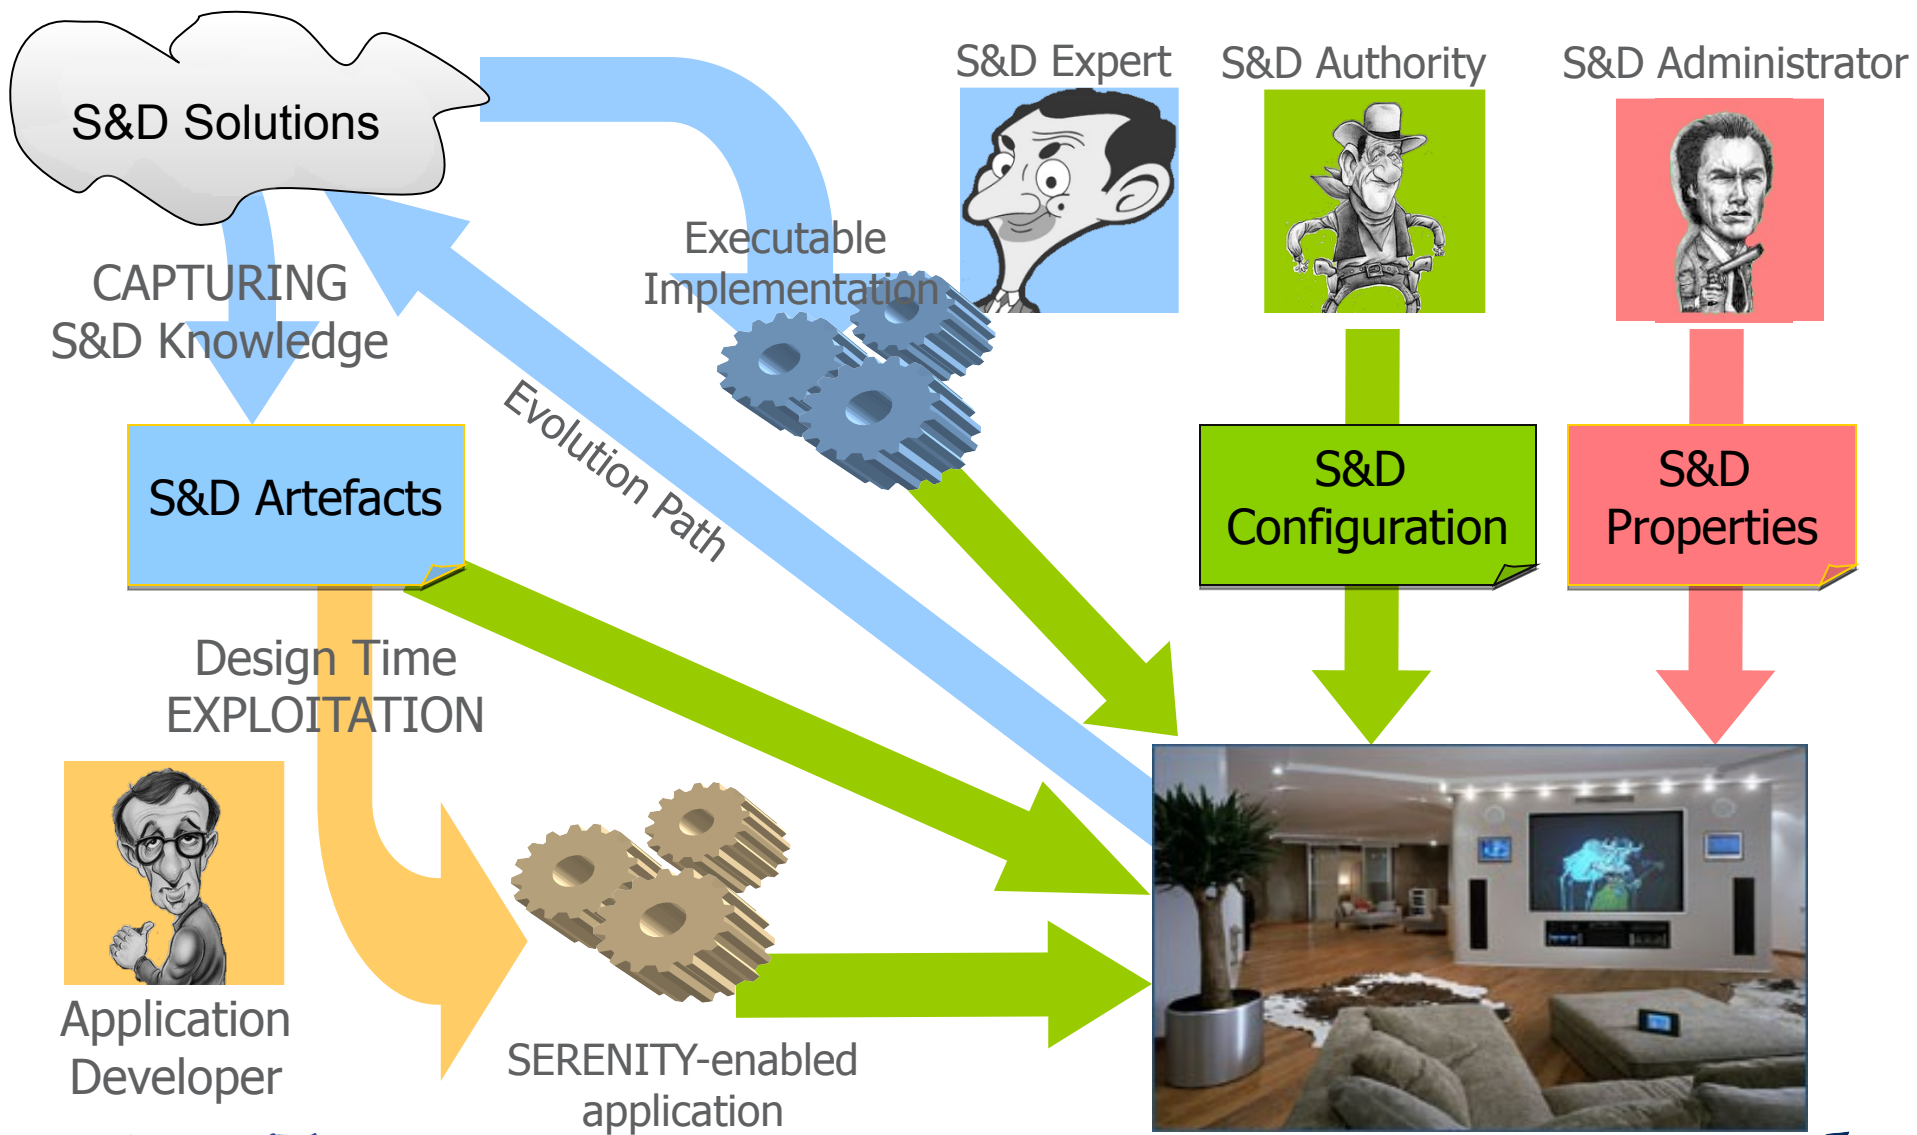 S&D Solutions
S&D Expert
S&D Authority
S&D Administrator
Executable
Implementation
CAPTURING
S&D Knowledge
Evolution Path
S&D Artefacts
S&D
Configuration
S&D
Properties
Design Time
EXPLOITATION
Application
Developer
SERENITY-enabled
application